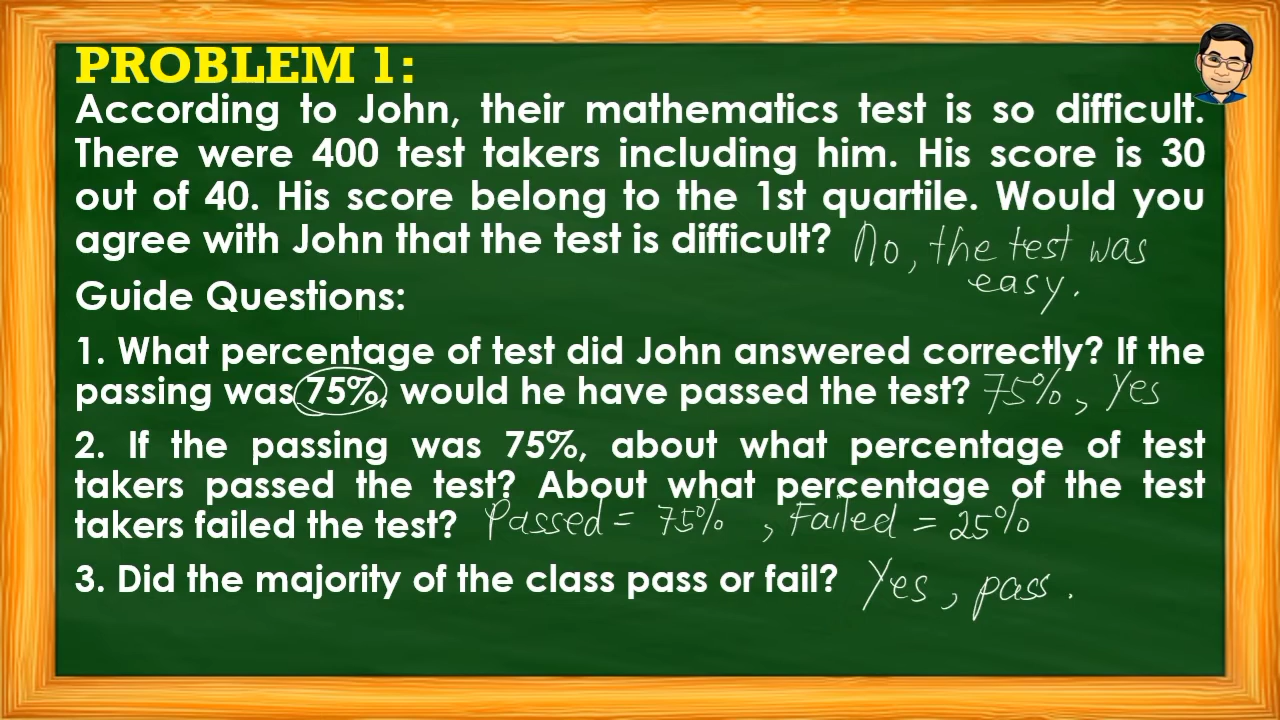 PROBLEM 1:
According to John, their mathematics test is so difficult.
There were 400 test takers including him. His score is 30
out of 40. His score belong to the 1st quartile. Would you
agree with John that the test is difficult? No, the test was
easy.
Guide Questions:
1. What percentage of test did John answered correctly? If the
passing was 75%, would he have passed the test? 75%, Yes
2. If the passing was 75%, about what percentage of test
takers passed the test? About what percentage of the test
takers failed the test? Passed = 75%, Failed = 25%
3. Did the majority of the class pass or fail? Yes, pass.